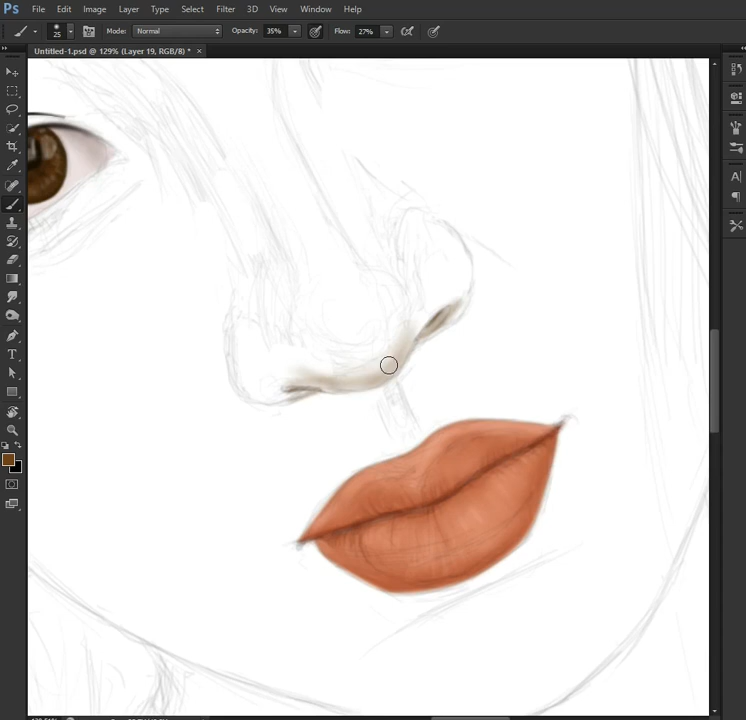 Ps File Edit Image Layer Type Select Filter 3D View Window Help
25 Mode: Normal Opacity: 35% Flow: 27%
Untitled-1.psd @ 129% (Layer 19, RGB/8) * ×